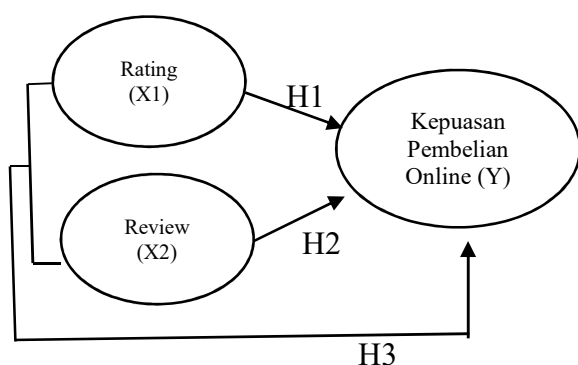 Rating
(X1)
H1
Kepuasan
Pembelian
Online (Y)
Review
(X2)
H2
H3